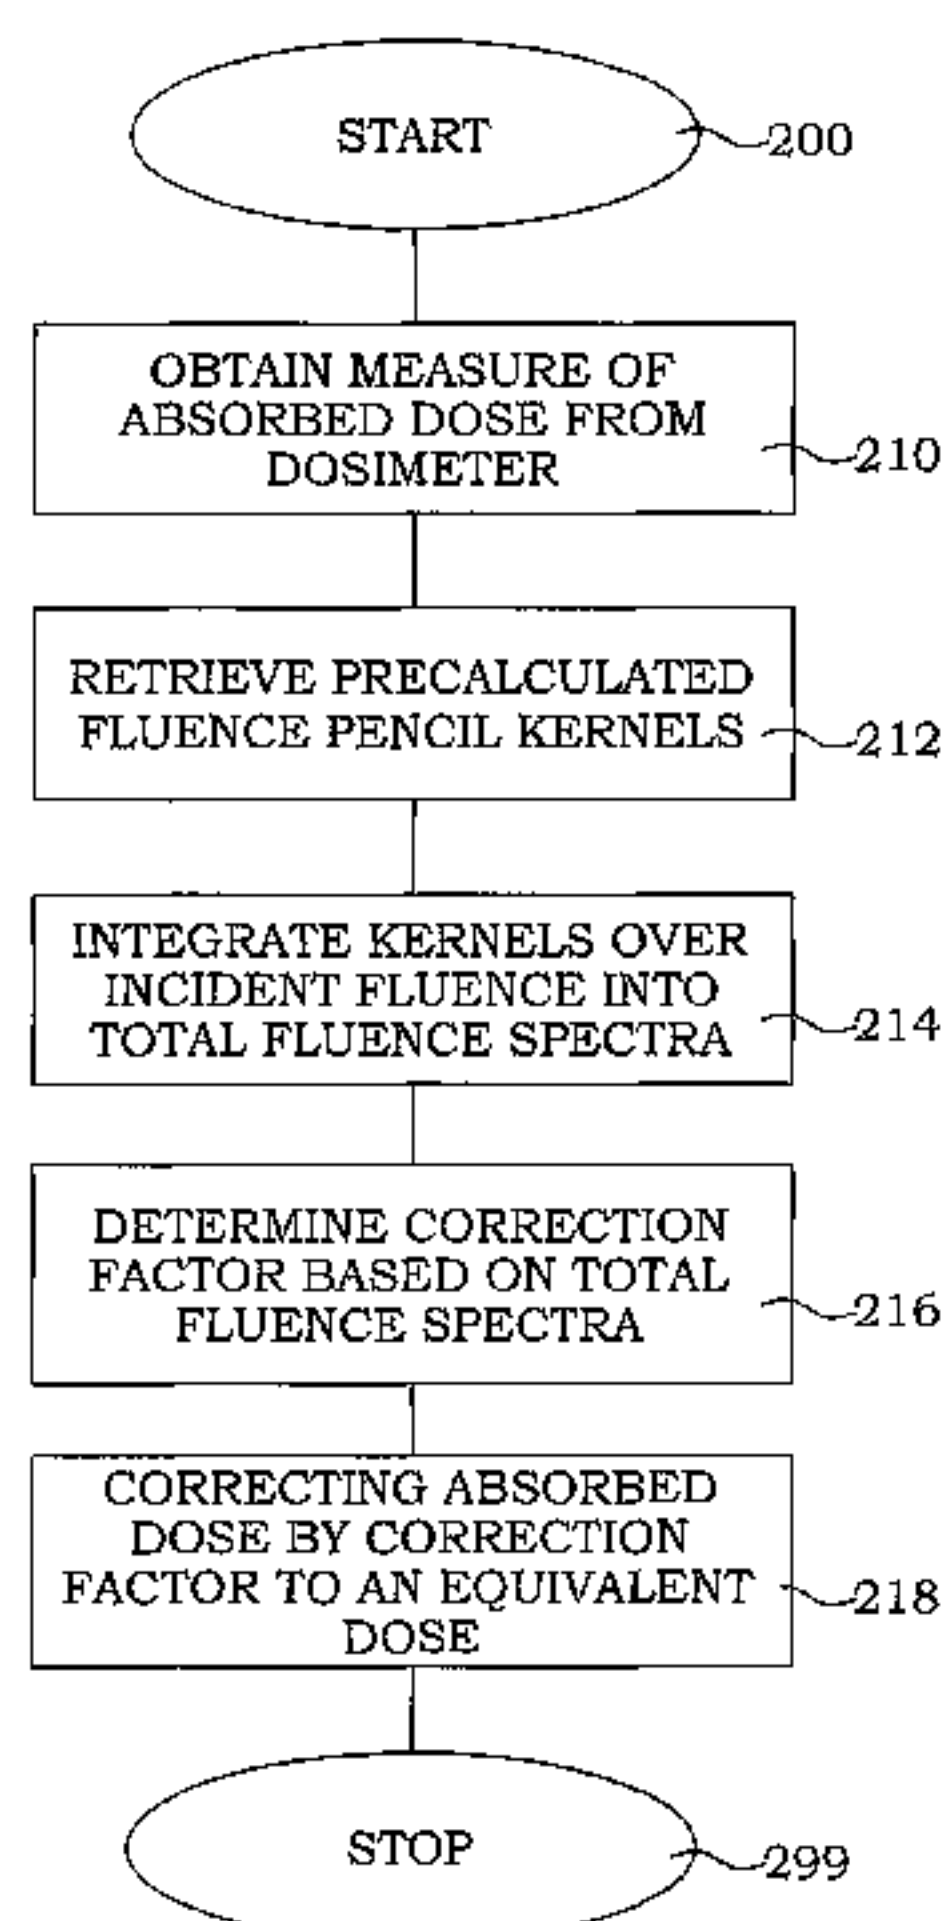 START
200
OBTAIN MEASURE OF
ABSORBED DOSE FROM
DOSIMETER
210
RETRIEVE PRECALCULATED
FLUENCE PENCIL KERNELS
212
INTEGRATE KERNELS OVER
INCIDENT FLUENCE INTO
TOTAL FLUENCE SPECTRA
214
DETERMINE CORRECTION
FACTOR BASED ON TOTAL
FLUENCE SPECTRA
216
CORRECTING ABSORBED
DOSE BY CORRECTION
FACTOR TO AN EQUIVALENT
DOSE
218
STOP
299